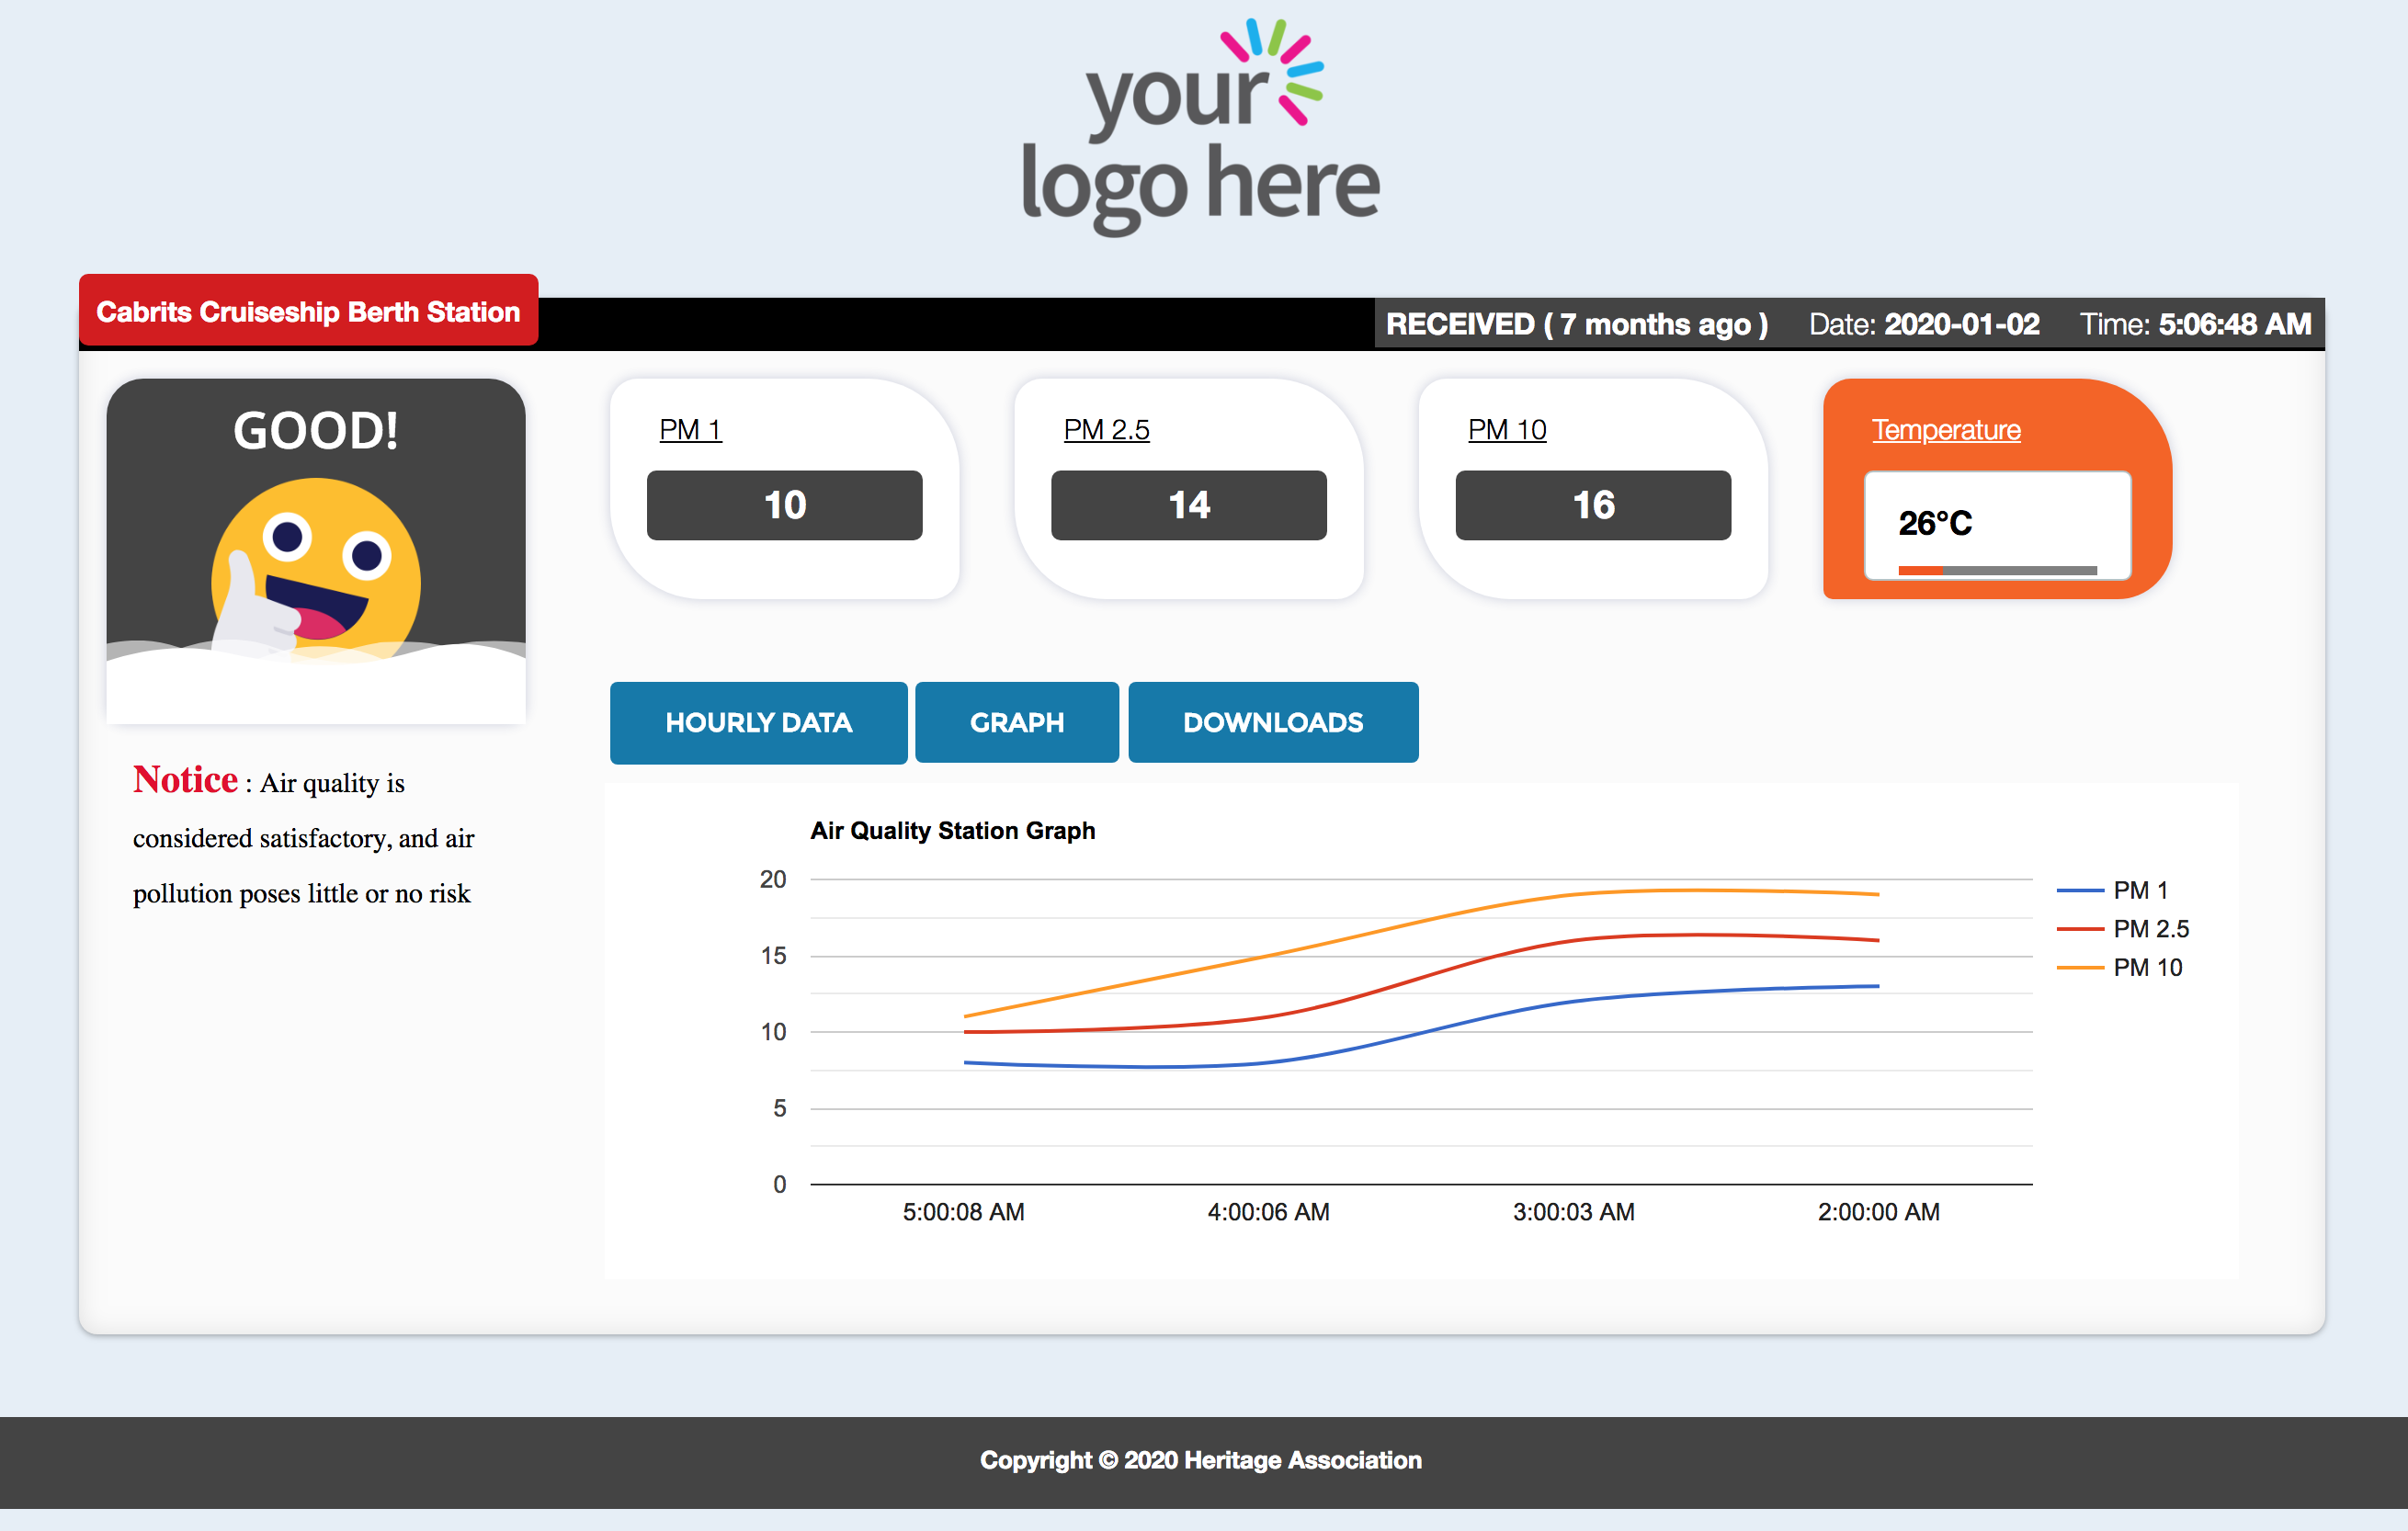 your
logo here
Cabrits Cruiseship Berth Station
RECEIVED ( 7 months ago ) Date: 2020-01-02 Time: 5:06:48 AM
GOOD!
PM 1
10
PM 2.5
14
PM 10
16
Temperature
26°C
Notice : Air quality is
considered satisfactory, and air
pollution poses little or no risk
HOURLY DATA
GRAPH
DOWNLOADS
Air Quality Station Graph
20
15
10
5
0
5:00:08 AM
4:00:06 AM
3:00:03 AM
2:00:00 AM
PM 1
PM 2.5
PM 10
Copyright © 2020 Heritage Association